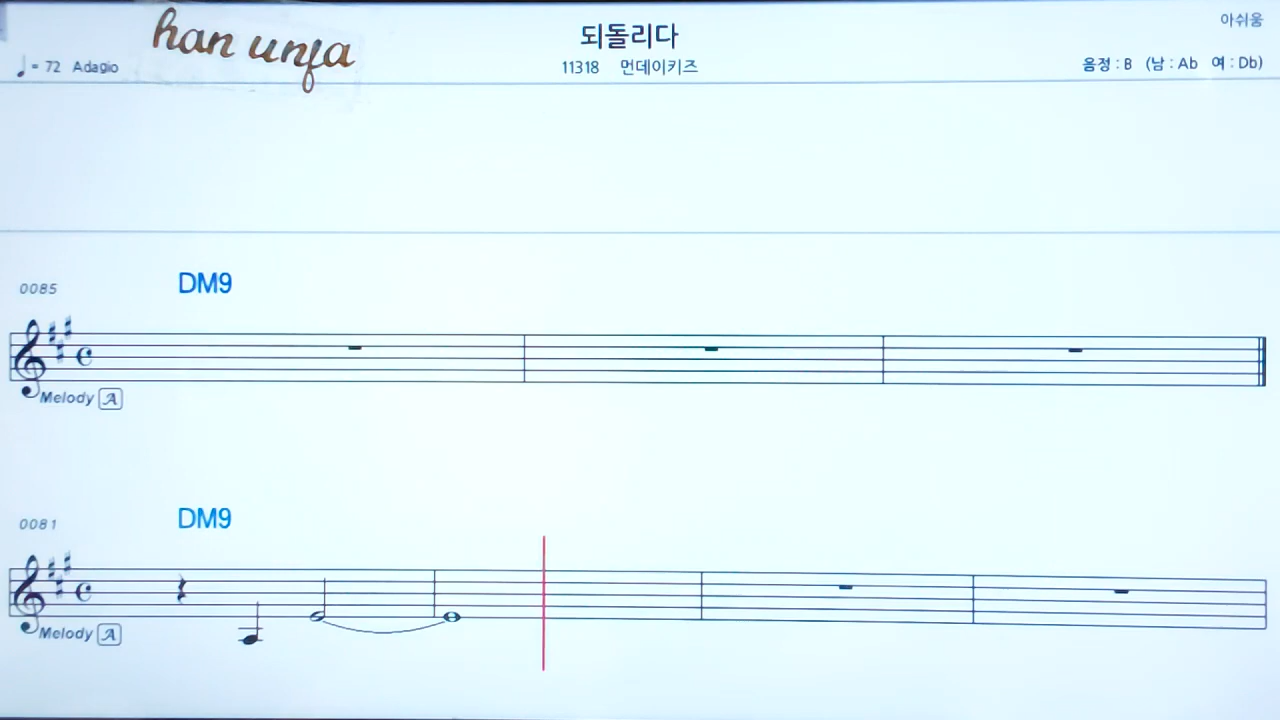 han unfa
되돌리다
아쉬움
♩= 72 Adagio
11318 먼데이키즈
음정 : B (남 : Ab 여 : Db)
0085
DM9
Melody A
0081
DM9
Melody A